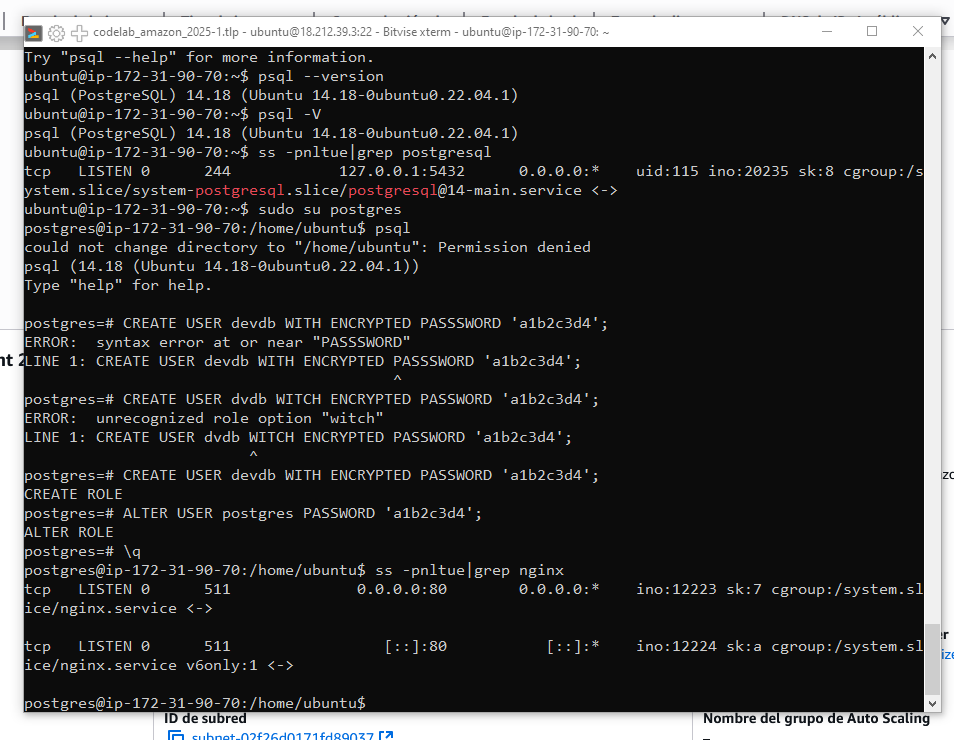 codelab_amazon_2025-1.tlp - ubuntu@18.212.39.3:22 - Bitvise xterm - ubuntu@ip-172-31-90-70: ~
Try "psql --help" for more information.
ubuntu@ip-172-31-90-70:~$ psql --version
psql (PostgreSQL) 14.18 (Ubuntu 14.18-0ubuntu0.22.04.1)
ubuntu@ip-172-31-90-70:~$ psql -V
psql (PostgreSQL) 14.18 (Ubuntu 14.18-0ubuntu0.22.04.1)
ubuntu@ip-172-31-90-70:~$ ss -pnltue|grep postgresql
tcp   LISTEN 0      244            127.0.0.1:5432      0.0.0.0:*    uid:115 ino:20235 sk:8 cgroup:/s
ystem.slice/system-postgresql.slice/postgresql@14-main.service <->
ubuntu@ip-172-31-90-70:~$ sudo su postgres
postgres@ip-172-31-90-70:/home/ubuntu$ psql
could not change directory to "/home/ubuntu": Permission denied
psql (14.18 (Ubuntu 14.18-0ubuntu0.22.04.1))
Type "help" for help.
postgres=# CREATE USER devdb WITH ENCRYPTED PASSSWORD 'a1b2c3d4';
ERROR:  syntax error at or near "PASSSWORD"
LINE 1: CREATE USER devdb WITH ENCRYPTED PASSSWORD 'a1b2c3d4';
^
postgres=# CREATE USER dvdb WITCH ENCRYPTED PASSWORD 'a1b2c3d4';
ERROR:  unrecognized role option "witch"
LINE 1: CREATE USER dvdb WITCH ENCRYPTED PASSWORD 'a1b2c3d4';
^
postgres=# CREATE USER devdb WITH ENCRYPTED PASSWORD 'a1b2c3d4';
CREATE ROLE
postgres=# ALTER USER postgres PASSWORD 'a1b2c3d4';
ALTER ROLE
postgres=# \q
postgres@ip-172-31-90-70:/home/ubuntu$ ss -pnltue|grep nginx
tcp   LISTEN 0      511              0.0.0.0:80        0.0.0.0:*    ino:12223 sk:7 cgroup:/system.sl
ice/nginx.service <->
tcp   LISTEN 0      511                 [::]:80           [::]:*    ino:12224 sk:a cgroup:/system.sl
ice/nginx.service v6only:1 <->
postgres@ip-172-31-90-70:/home/ubuntu$
ID de subred
Nombre del grupo de Auto Scaling
subnet-02f26d0171fd89037